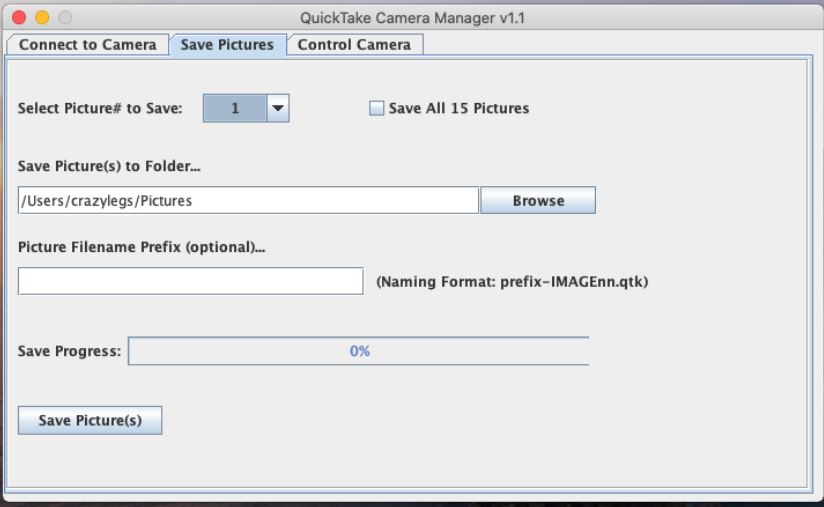 QuickTake Camera Manager v1.1
Connect to Camera Save Pictures Control Camera
Select Picture# to Save: 1 Save All 15 Pictures
Save Picture(s) to Folder...
/Users/crazylegs/Pictures Browse
Picture Filename Prefix (optional)...
(Naming Format: prefix-IMAGEnn.qtk)
Save Progress: 0%
Save Picture(s)